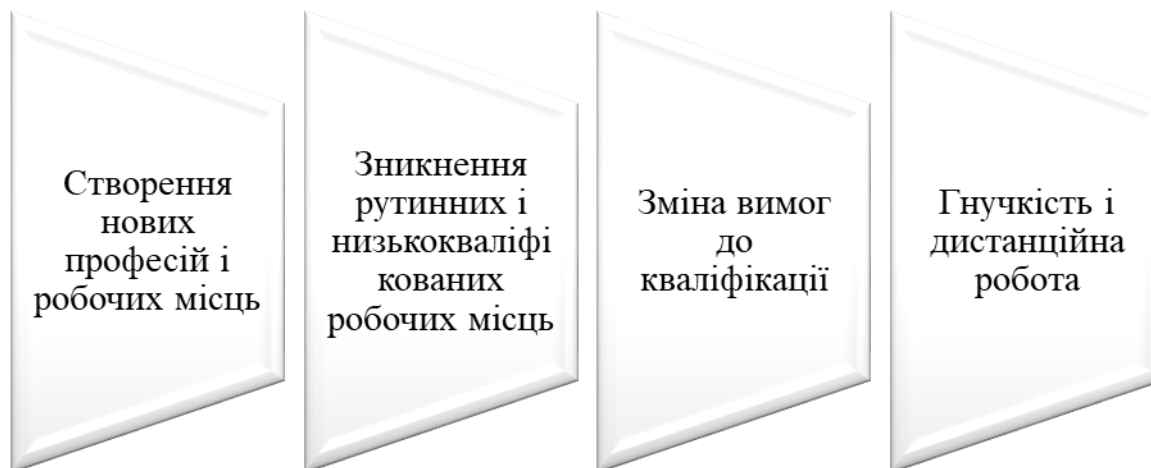 Створення
нових
професій і
робочих місць
Зникнення
рутинних і
низькокваліфі
кованих
робочих місць
Зміна вимог
до
кваліфікації
Гнучкість і
дистанційна
робота